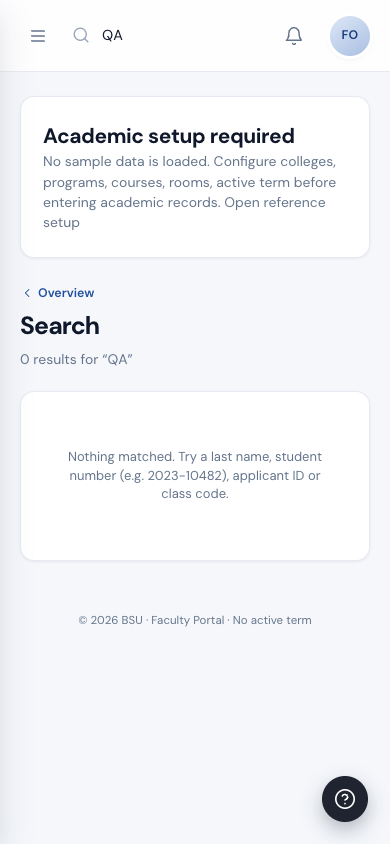 QA
FO
Academic setup required
No sample data is loaded. Configure colleges,
programs, courses, rooms, active term before
entering academic records. Open reference
setup
Overview
Search
0 results for “QA”
Nothing matched. Try a last name, student
number (e.g. 2023-10482), applicant ID or
class code.
© 2026 BSU · Faculty Portal · No active term